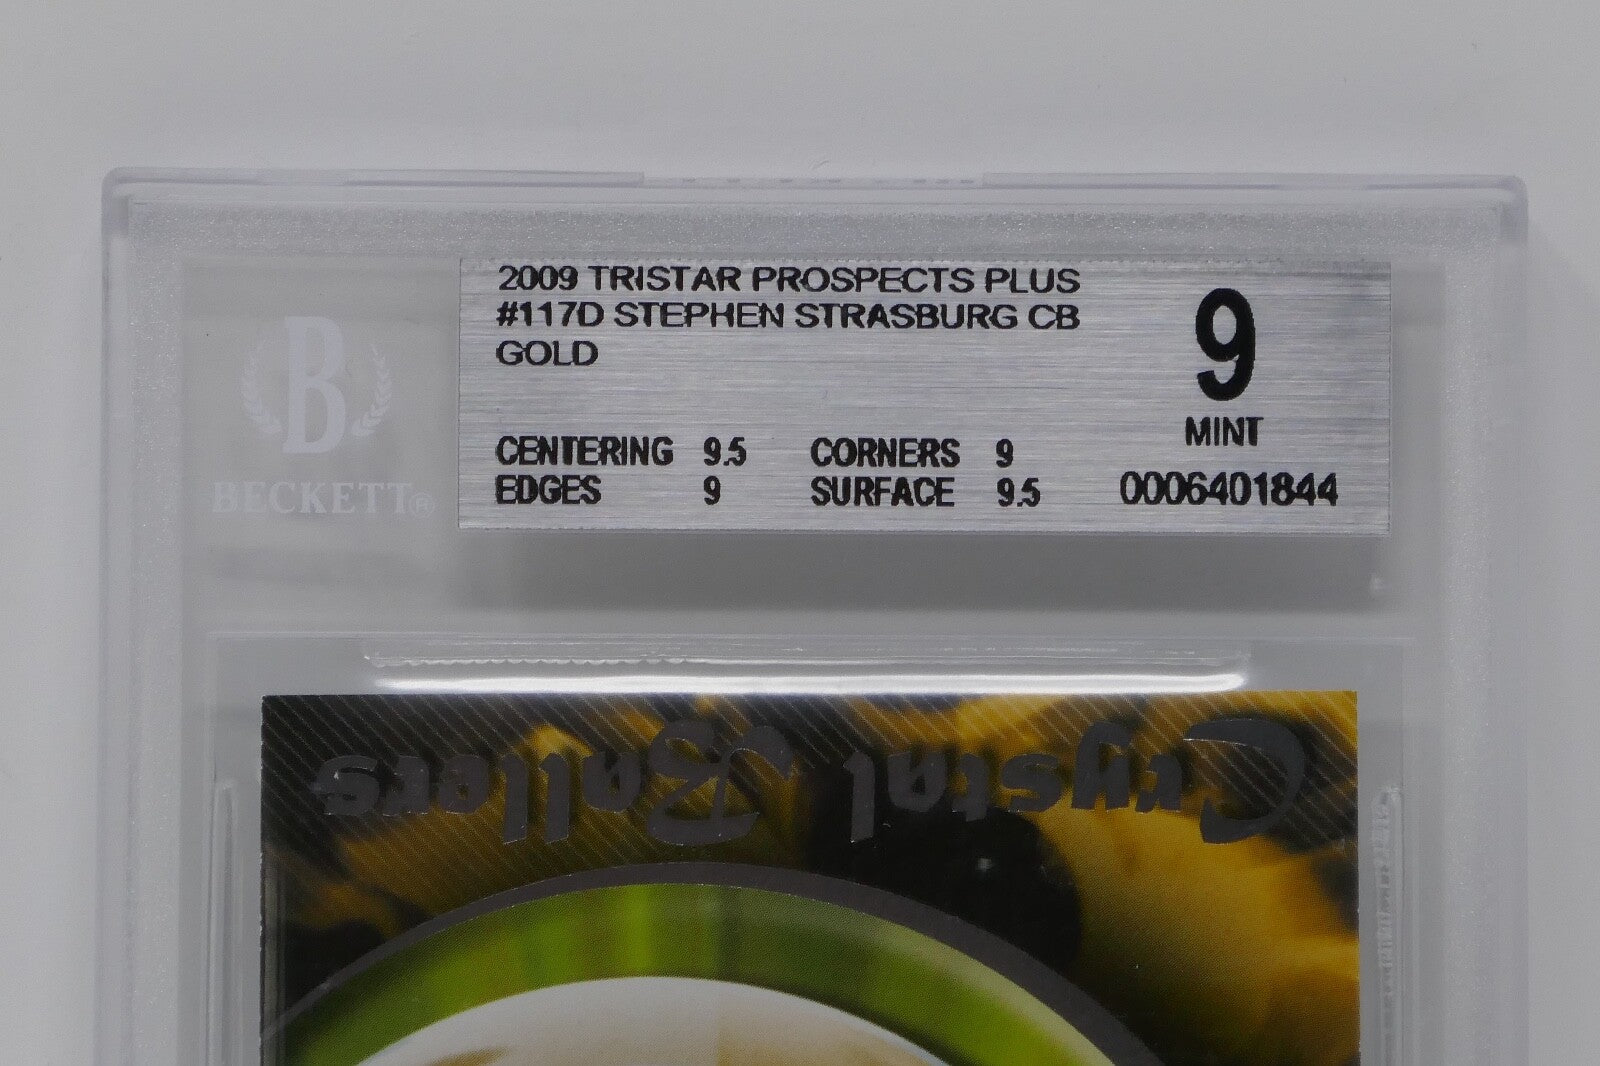 B
BECKETT®
2009 TRISTAR PROSPECTS PLUS
#117D STEPHEN STRASBURG CB
GOLD
9
MINT
CENTERING 9.5 CORNERS 9
EDGES 9 SURFACE 9.5
0006401844
Crystal Ballers